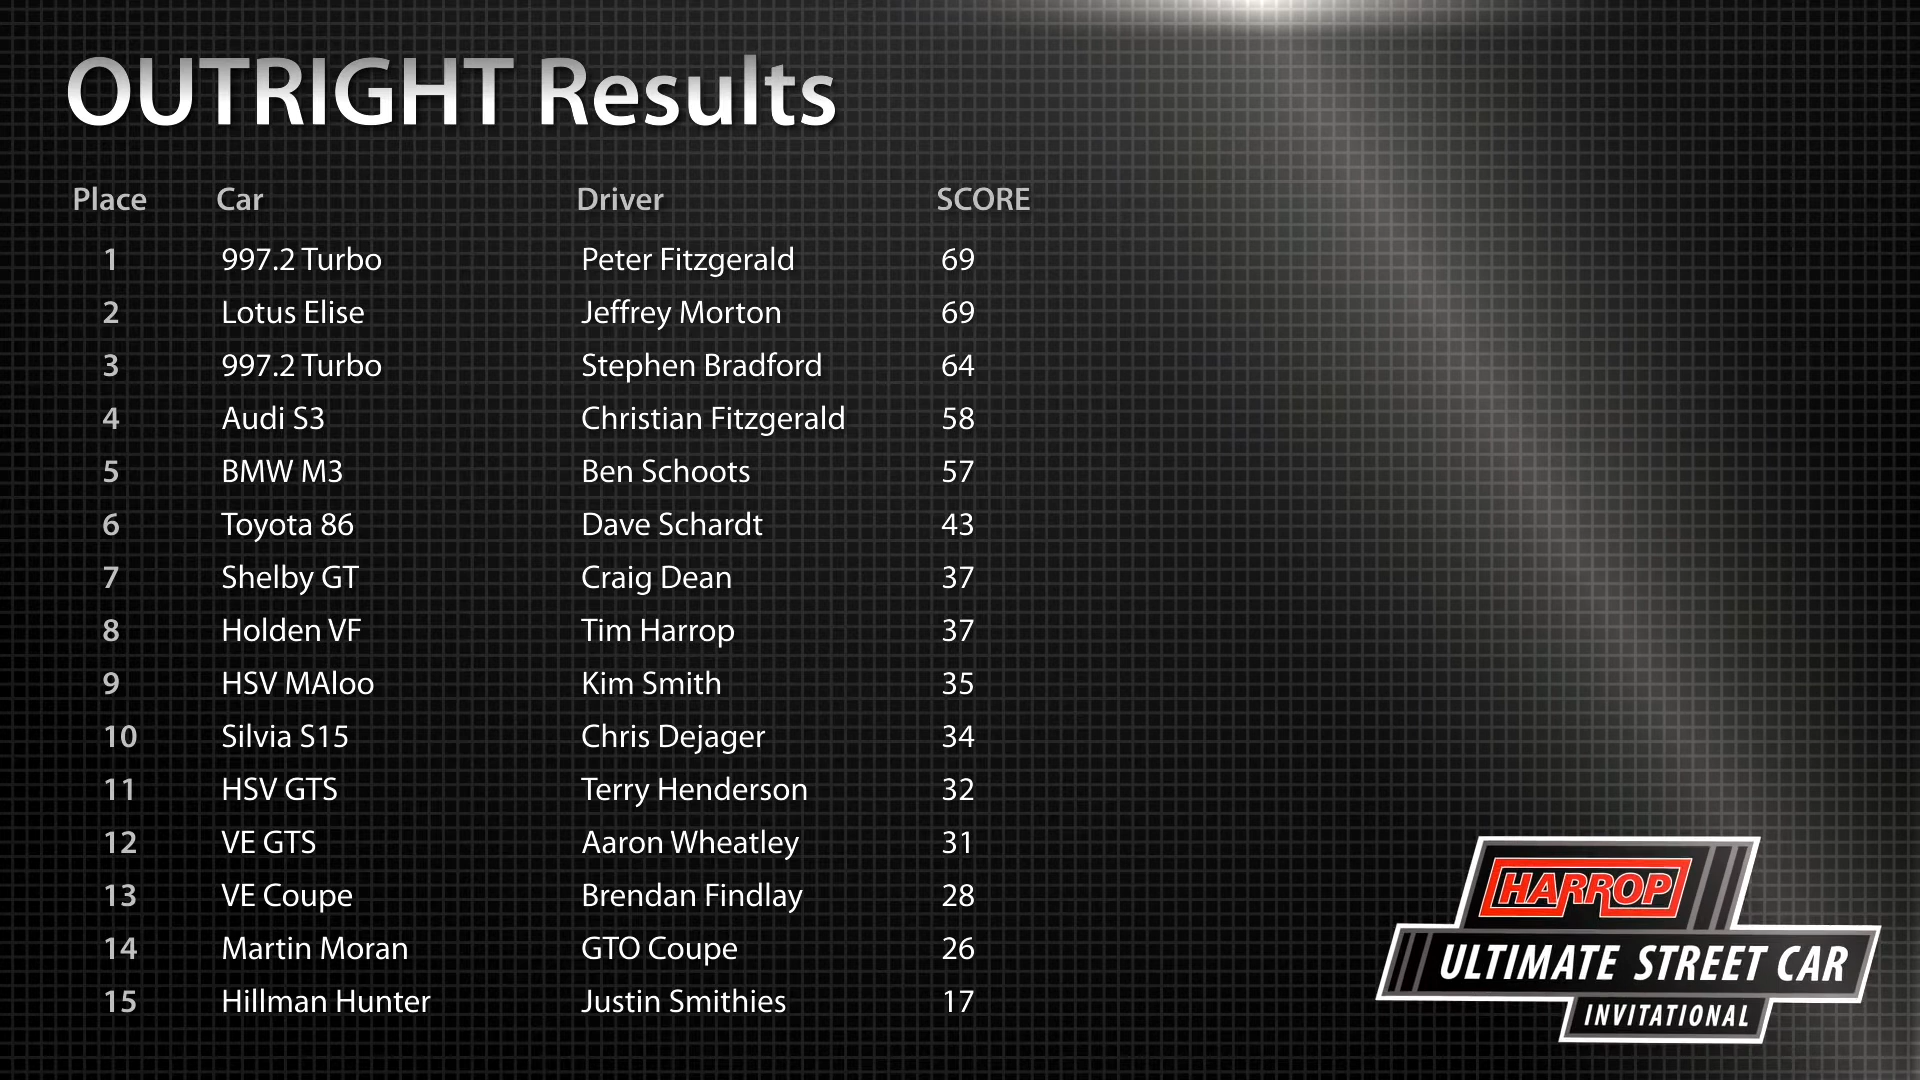 OUTRIGHT Results
Place Car Driver SCORE
1 997.2 Turbo Peter Fitzgerald 69
2 Lotus Elise Jeffrey Morton 69
3 997.2 Turbo Stephen Bradford 64
4 Audi S3 Christian Fitzgerald 58
5 BMW M3 Ben Schoots 57
6 Toyota 86 Dave Schardt 43
7 Shelby GT Craig Dean 37
8 Holden VF Tim Harrop 37
9 HSV MAloo Kim Smith 35
10 Silvia S15 Chris Dejager 34
11 HSV GTS Terry Henderson 32
12 VE GTS Aaron Wheatley 31
13 VE Coupe Brendan Findlay 28
14 Martin Moran GTO Coupe 26
15 Hillman Hunter Justin Smithies 17
HARROP
ULTIMATE STREET CAR
INVITATIONAL